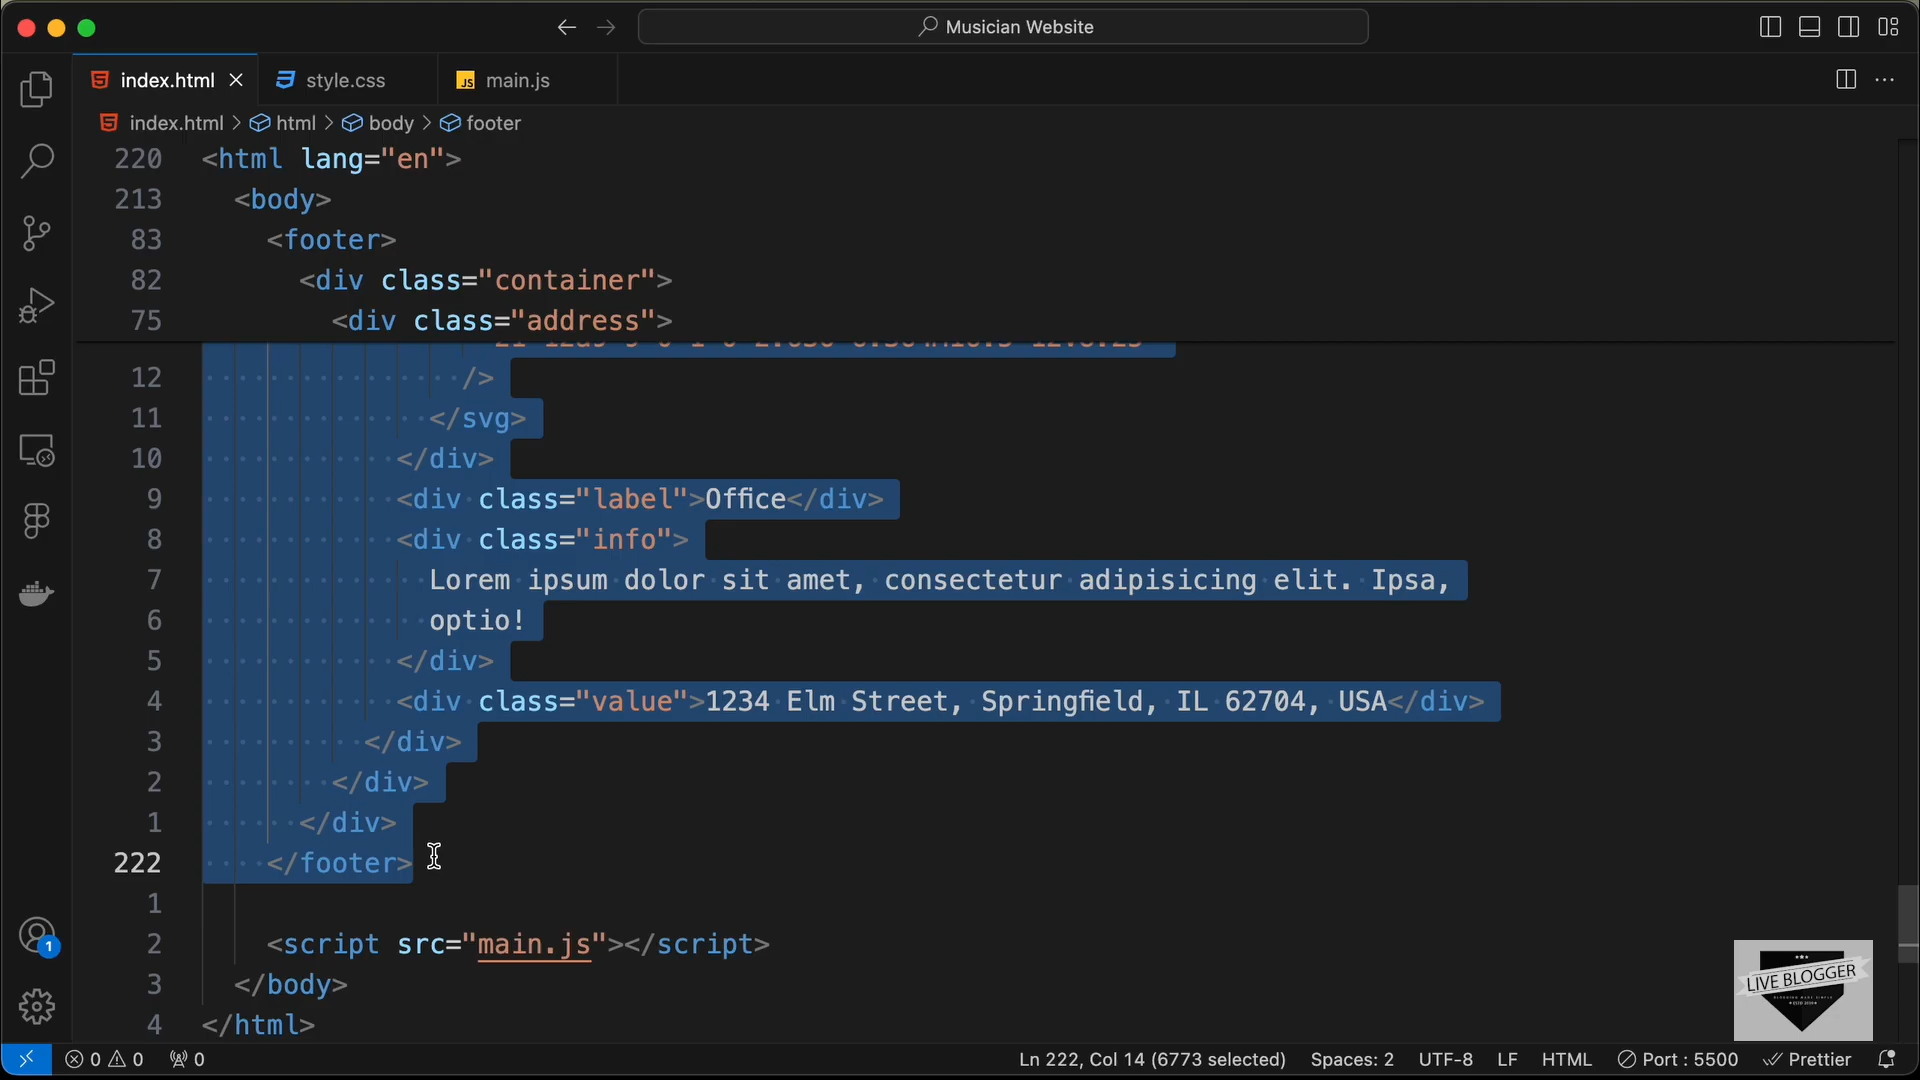 Musician Website
index.html
style.css
JS main.js
index.html > html > body > footer
220 <html lang="en">
213 <body>
83 <footer>
82 <div class="container">
75 <div class="address">
12 />
11 </svg>
10 </div>
9 <div class="label">Office</div>
8 <div class="info">
7 Lorem ipsum dolor sit amet, consectetur adipisicing elit. Ipsa,
6 optio!
5 </div>
4 <div class="value">1234 Elm Street, Springfield, IL 62704, USA</div>
3 </div>
2 </div>
1 </div>
222 </footer>
1
2 <script src="main.js"></script>
3 </body>
4 </html>
1
LIVE BLOGGER
0 0 0
Ln 222, Col 14 (6773 selected) Spaces: 2 UTF-8 LF HTML Port : 5500 Prettier